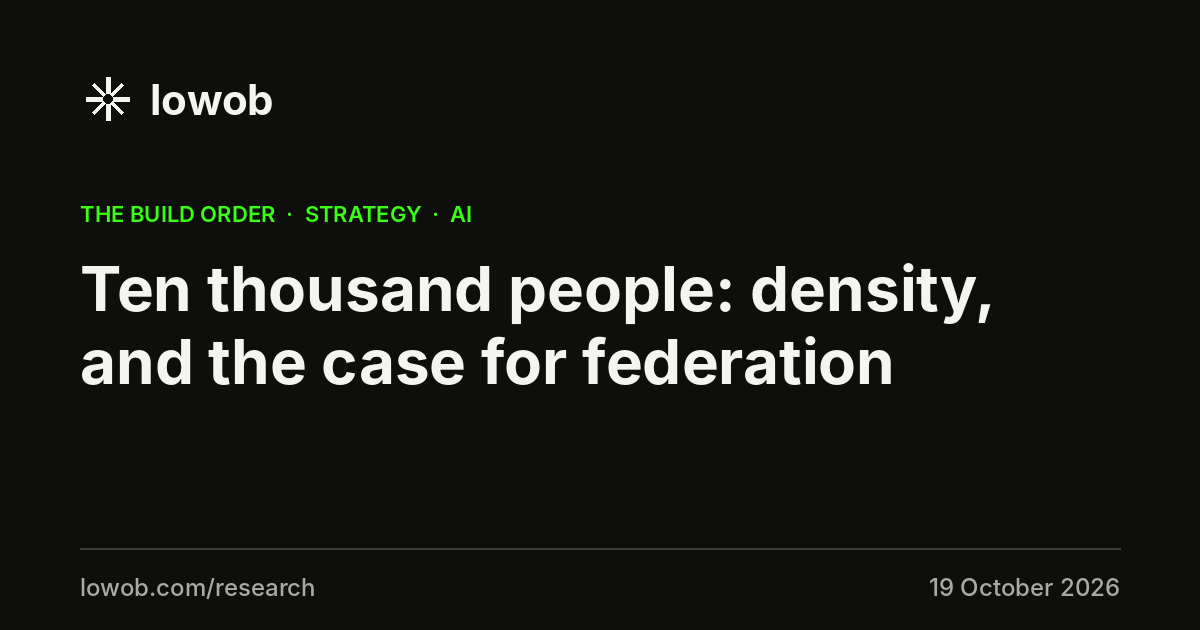 lowob
THE BUILD ORDER · STRATEGY · AI
Ten thousand people: density,
and the case for federation
lowob.com/research
19 October 2026